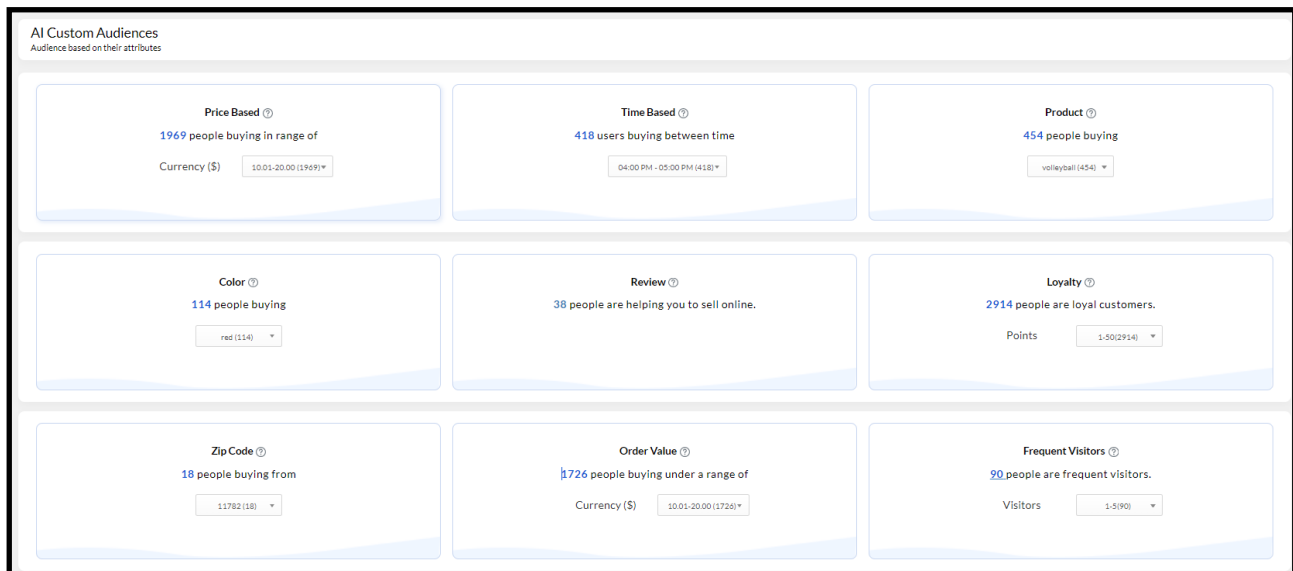 AI Custom Audiences
Audience based on their attributes
Price Based
1969 people buying in range of
Currency ($) 10.01-20.00 (1969)
Time Based
418 users buying between time
04:00 PM - 05:00 PM (418)
Product
454 people buying
volleyball (454)
Color
114 people buying
red (114)
Review
38 people are helping you to sell online.
Loyalty
2914 people are loyal customers.
Points 1-50(2914)
Zip Code
18 people buying from
11782 (18)
Order Value
1726 people buying under a range of
Currency ($) 10.01-20.00 (1726)
Frequent Visitors
90 people are frequent visitors.
Visitors 1-5(90)